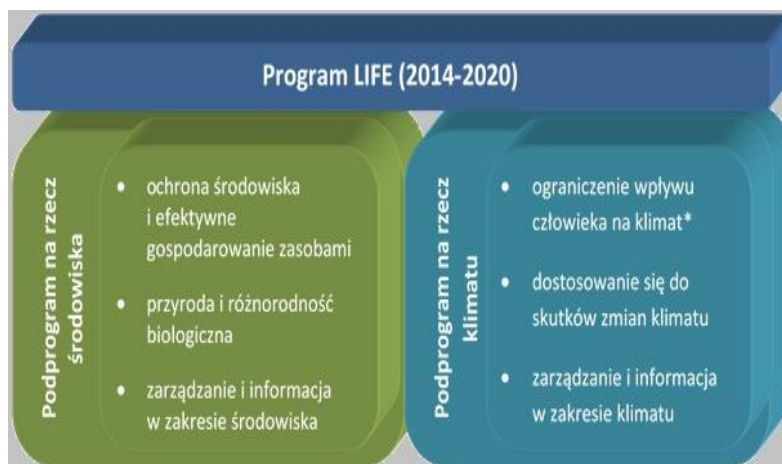 Program LIFE (2014-2020)
Podprogram na rzecz
środowiska
• ochrona środowiska
i efektywne
gospodarowanie zasobami
• przyroda i różnorodność
biologiczna
• zarządzanie i informacja
w zakresie środowiska
Podprogram na rzecz
klimatu
• ograniczenie wpływu
człowieka na klimat*
• dostosowanie się do
skutków zmian klimatu
• zarządzanie i informacja
w zakresie klimatu